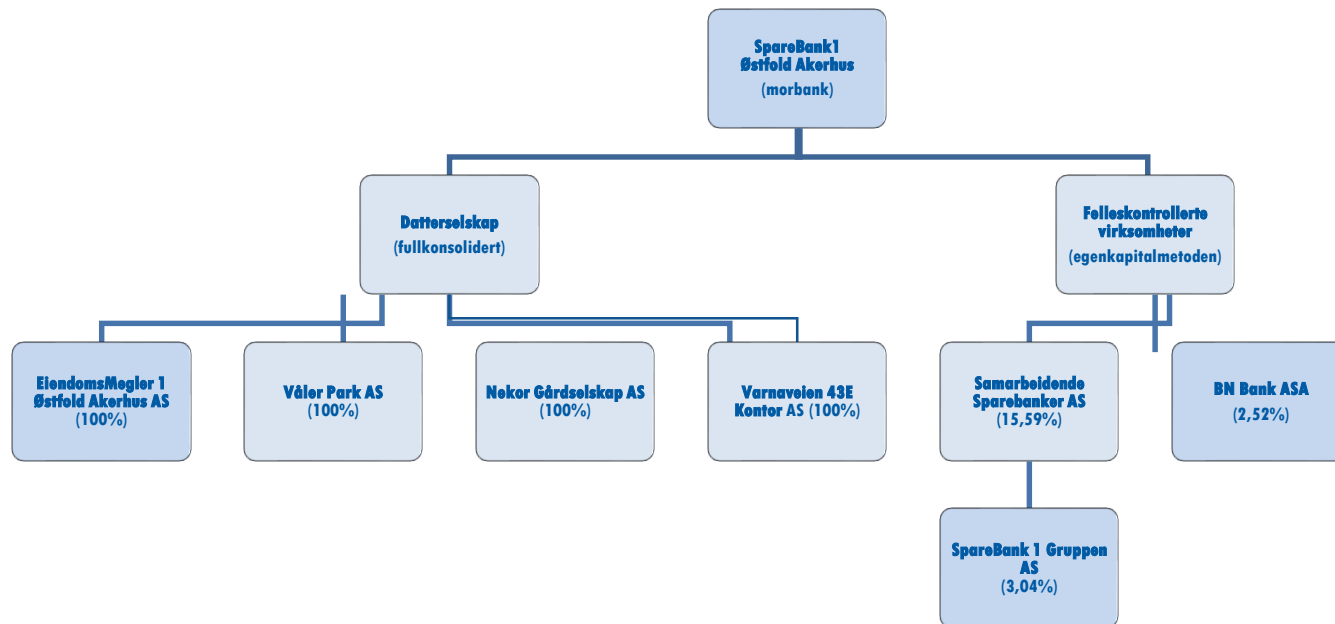 SpareBank1
Østfold Akerhus
(morbank)
Datterselskap
(fullkonsolidert)
Felleskontrollerte
virksomheter
(egenkapitalmetoden)
EiendomsMegler 1
Østfold Akerhus AS
(100%)
Våler Park AS
(100%)
Nekor Gårdselskap AS
(100%)
Varnaveien 43E
Kontor AS (100%)
Samarbeidende
Sparebanker AS
(15,59%)
BN Bank ASA
(2,52%)
SpareBank 1 Gruppen
AS
(3,04%)